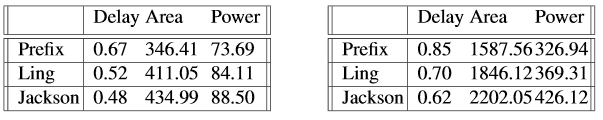 Delay Area Power
Prefix 0.67 346.41 73.69
Ling 0.52 411.05 84.11
Jackson 0.48 434.99 88.50
Delay Area Power
Prefix 0.85 1587.56 326.94
Ling 0.70 1846.12 369.31
Jackson 0.62 2202.05 426.12